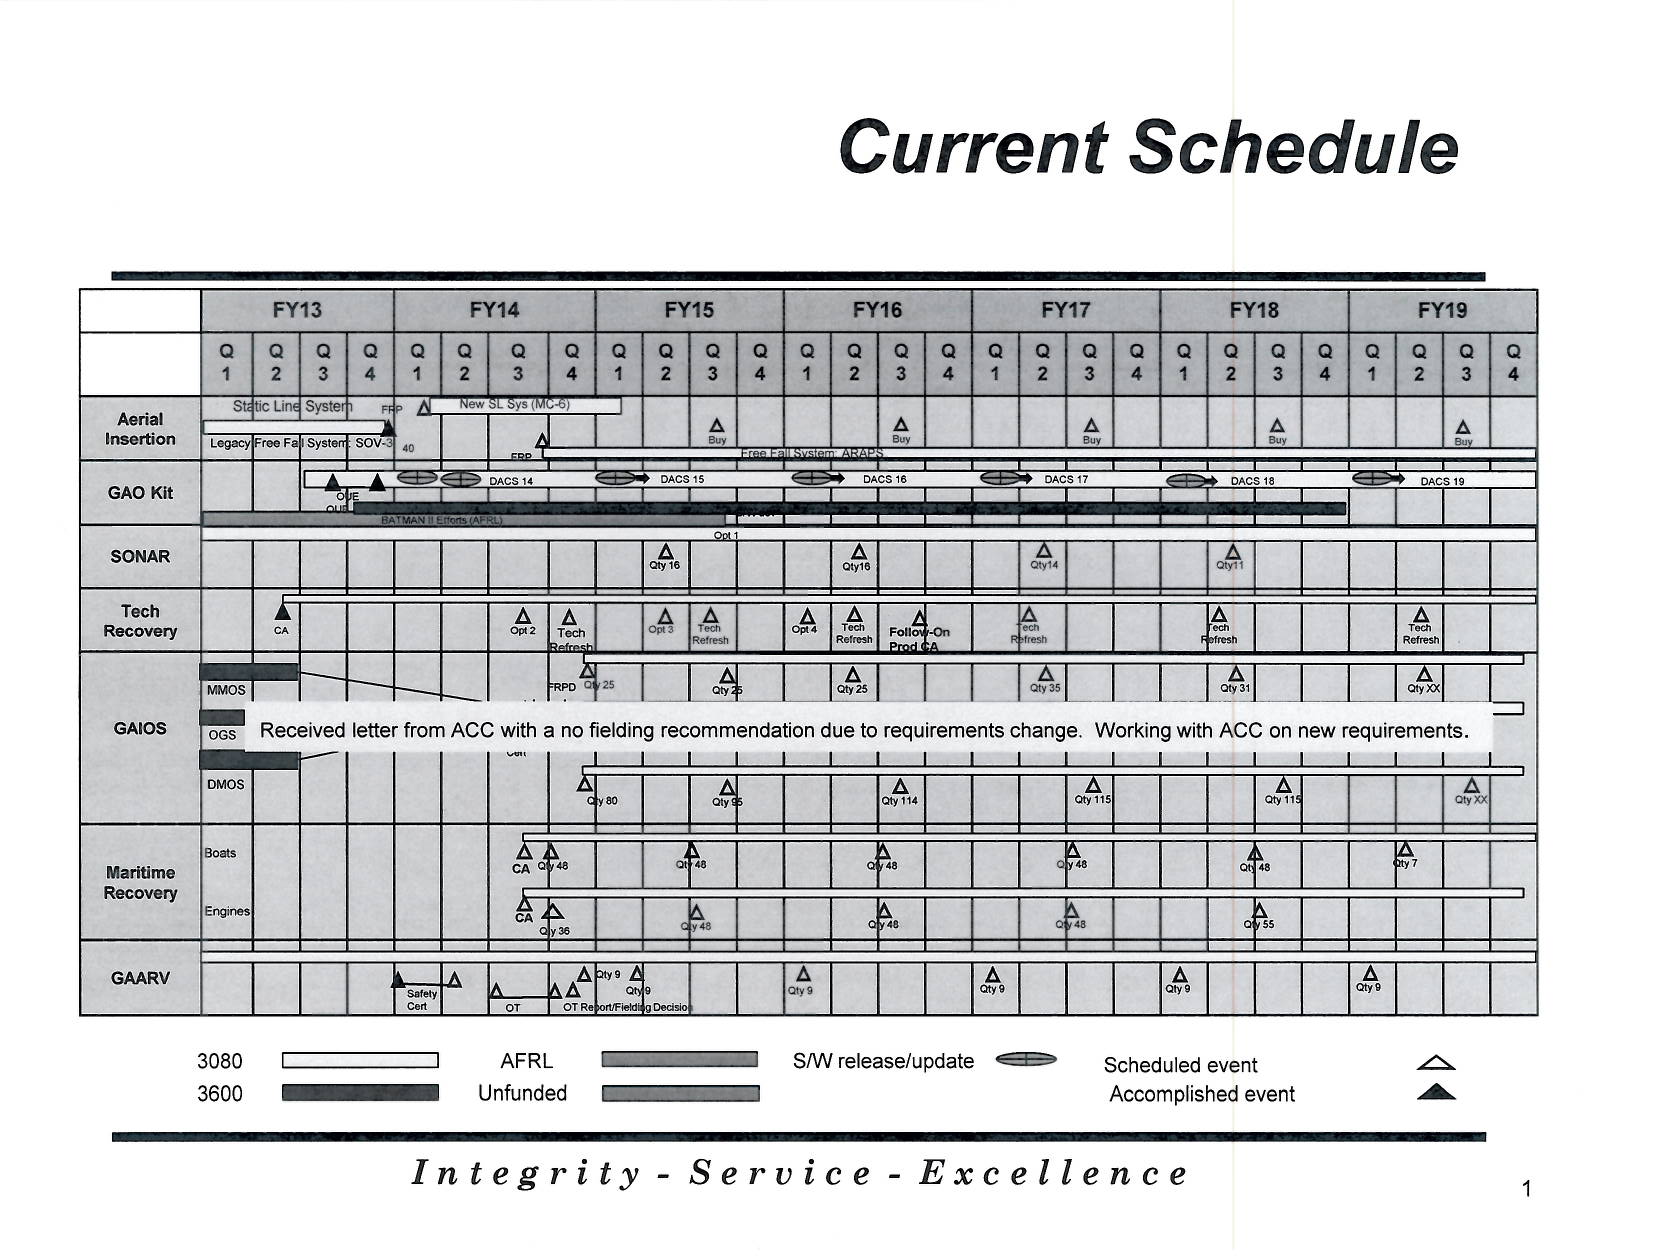 Current Schedule
FY13 FY14 FY15 FY16 FY17 FY18 FY19
Q Q Q Q Q Q Q Q Q Q Q Q Q Q Q Q Q Q Q Q Q Q Q Q Q Q Q Q
1 2 3 4 1 2 3 4 1 2 3 4 1 2 3 4 1 2 3 4 1 2 3 4 1 2 3 4
Aerial
Insertion
Static Line System FRP New SL Sys (MC-6)
Legacy Free Fall System: SOV-3 40
FRP Free Fall System: ARAPS
Buy Buy Buy Buy Buy
GAO Kit
DACS 14 DACS 15 DACS 16 DACS 17 DACS 18 DACS 19
OUE
OUE
BATMAN II Efforts (AFRL)
SONAR
Opt 1
Qty 16 Qty16 Qty14 Qty11
Tech
Recovery
CA Opt 2 Tech Refresh Opt 3 Tech Refresh Opt 4 Tech Refresh Follow-On Prod CA Tech Refresh Tech Refresh Tech Refresh
GAIOS
MMOS FRPD Qty 25 Qty 25 Qty 25 Qty 35 Qty 31 Qty XX
OGS
Received letter from ACC with a no fielding recommendation due to requirements change. Working with ACC on new requirements.
Cert
DMOS Qty 80 Qty 95 Qty 114 Qty 115 Qty 115 Qty XX
Maritime
Recovery
Boats CA Qty 48 Qty 48 Qty 48 Qty 48 Qty 48 Qty 7
Engines CA Qty 36 Qty 48 Qty 48 Qty 48 Qty 55
GAARV
Safety
Cert
OT
OT Report/Fielding Decision
Qty 9 Qty 9 Qty 9 Qty 9 Qty 9 Qty 9
3080 AFRL S/W release/update Scheduled event
3600 Unfunded Accomplished event
Integrity - Service - Excellence
1